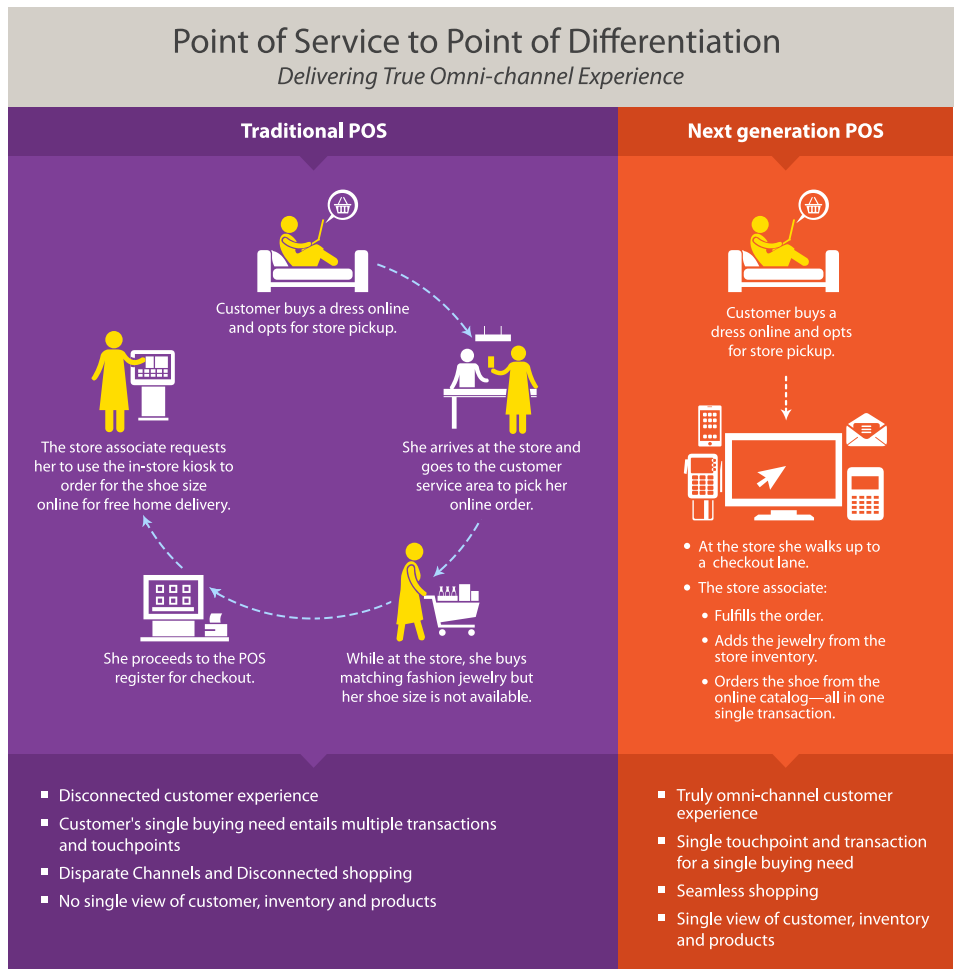 Point of Service to Point of Differentiation
Delivering True Omni-channel Experience
Traditional POS
Customer buys a dress online
and opts for store pickup.
She arrives at the store and
goes to the customer
service area to pick her
online order.
While at the store, she buys
matching fashion jewelry but
her shoe size is not available.
She proceeds to the POS
register for checkout.
The store associate requests
her to use the in-store kiosk to
order for the shoe size
online for free home delivery.
Disconnected customer experience
Customer's single buying need entails multiple transactions
and touchpoints
Disparate Channels and Disconnected shopping
No single view of customer, inventory and products
Next generation POS
Customer buys a
dress online and opts
for store pickup.
At the store she walks up to
a checkout lane.
The store associate:
Fulfills the order.
Adds the jewelry from the
store inventory.
Orders the shoe from the
online catalog—all in one
single transaction.
Truly omni-channel customer
experience
Single touchpoint and transaction
for a single buying need
Seamless shopping
Single view of customer, inventory
and products